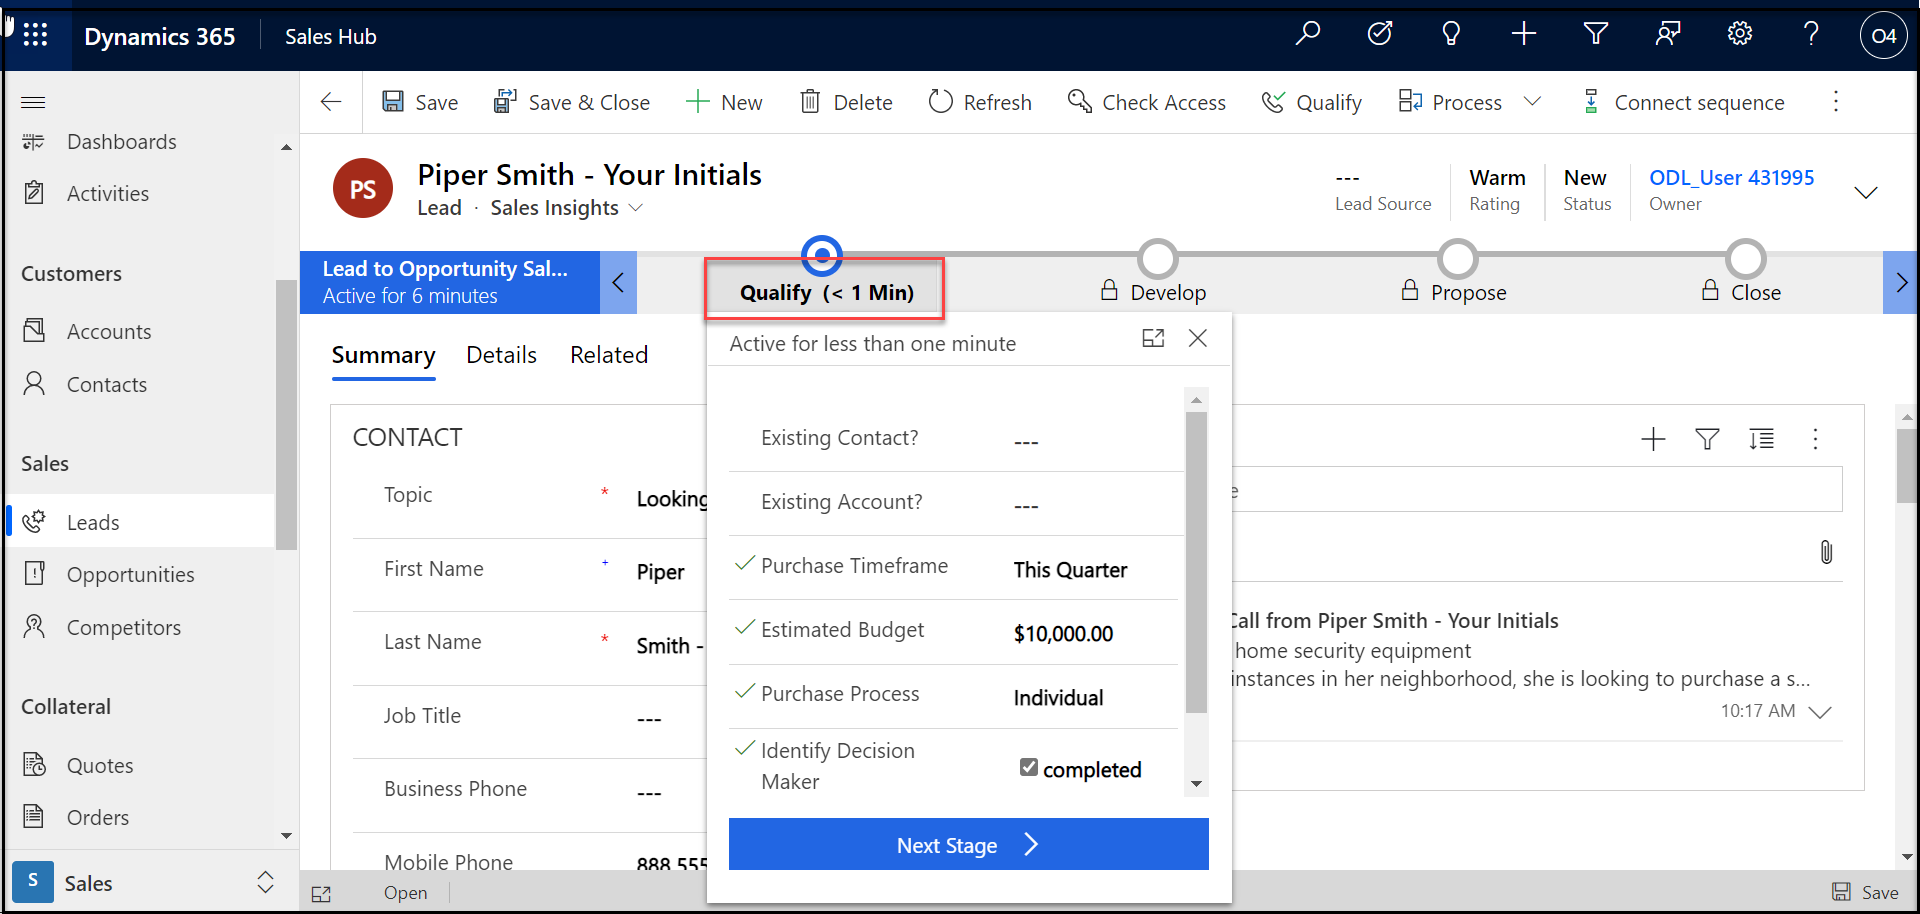 Dynamics 365
Sales Hub
O4
Save
Save & Close
New
Delete
Refresh
Check Access
Qualify
Process
Connect sequence
Dashboards
Activities
Customers
Accounts
Contacts
Sales
Leads
Opportunities
Competitors
Collateral
Quotes
Orders
S
Sales
PS
Piper Smith - Your Initials
Lead · Sales Insights
---
Lead Source
Warm
Rating
New
Status
ODL_User 431995
Owner
Lead to Opportunity Sal...
Active for 6 minutes
Qualify (< 1 Min)
Develop
Propose
Close
Summary
Details
Related
CONTACT
Topic * Looking
First Name + Piper
Last Name * Smith -
Job Title ---
Business Phone ---
Mobile Phone 888 555
Active for less than one minute
Existing Contact? ---
Existing Account? ---
Purchase Timeframe This Quarter
Estimated Budget $10,000.00
Purchase Process Individual
Identify Decision
Maker
completed
Next Stage
e
Call from Piper Smith - Your Initials
home security equipment
instances in her neighborhood, she is looking to purchase a s...
10:17 AM
Open
Save